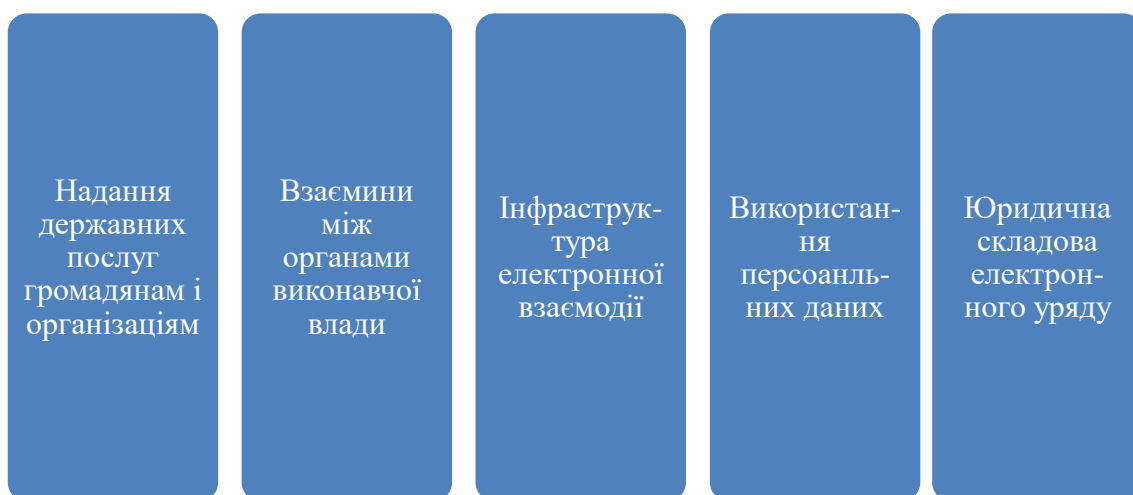 Надання
державних
послуг
громадянам і
організаціям
Взаємини
між
органами
виконавчої
влади
Інфраструк-
тура
електронної
взаємодії
Використан-
ня
персоанль-
них даних
Юридична
складова
електрон-
ного уряду